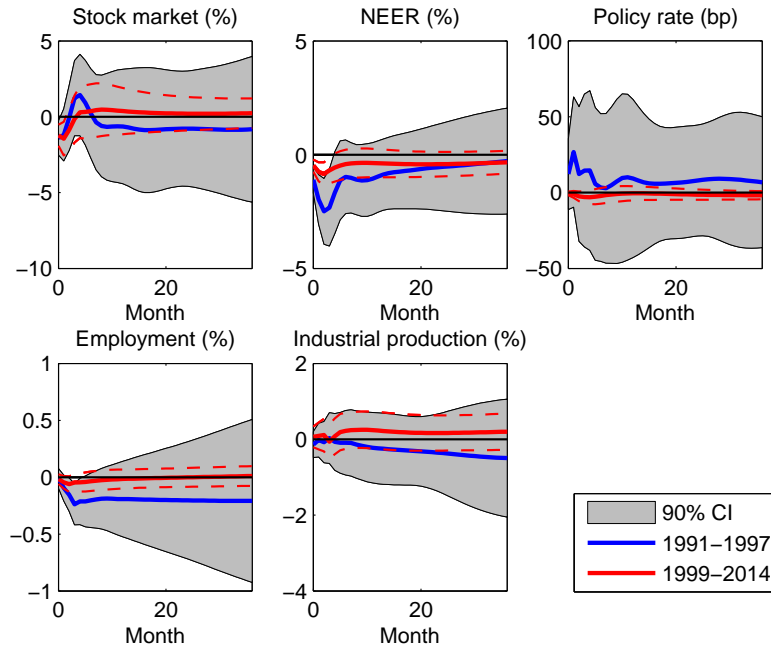 Stock market (%)
NEER (%)
Policy rate (bp)
5
0
−5
−10
0
20
Month
5
0
−5
0
20
Month
100
50
0
−50
0
20
Month
Employment (%)
Industrial production (%)
1
0.5
0
−0.5
−1
0
20
Month
2
0
−2
−4
0
20
Month
90% CI
1991−1997
1999−2014